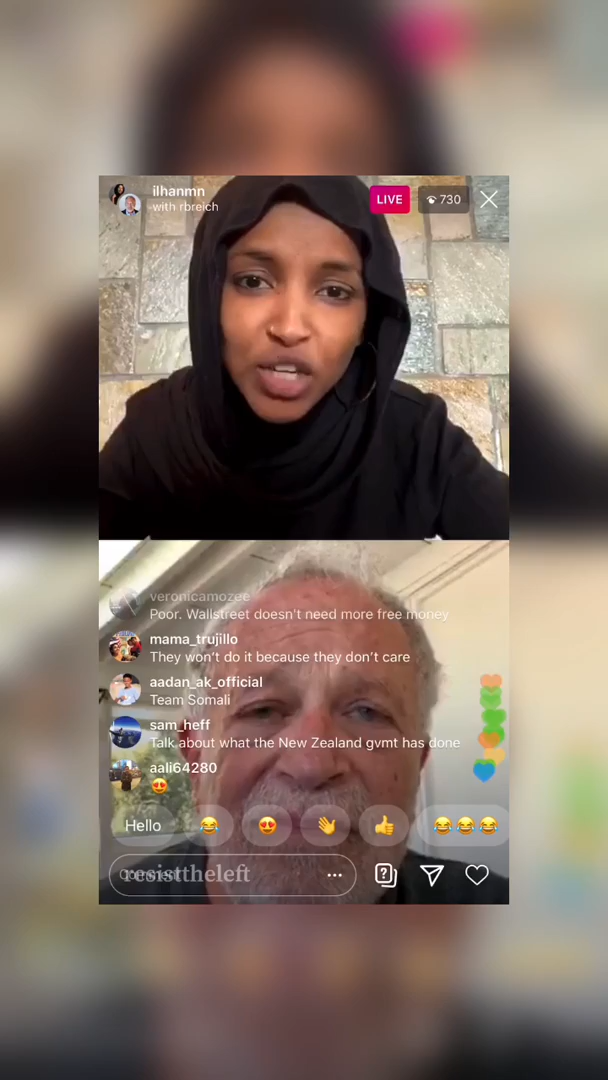 ilhanmn
with rbreich
LIVE
730
veronicamozee
Poor. Wallstreet doesn't need more free money
mama_trujillo
They won't do it because they don't care
aadan_ak_official
Team Somali
sam_heff
Talk about what the New Zealand gvmt has done
aali64280
😍
Hello 😂 😍 👋 👍 😂😂😂
Comment
resisttheleft